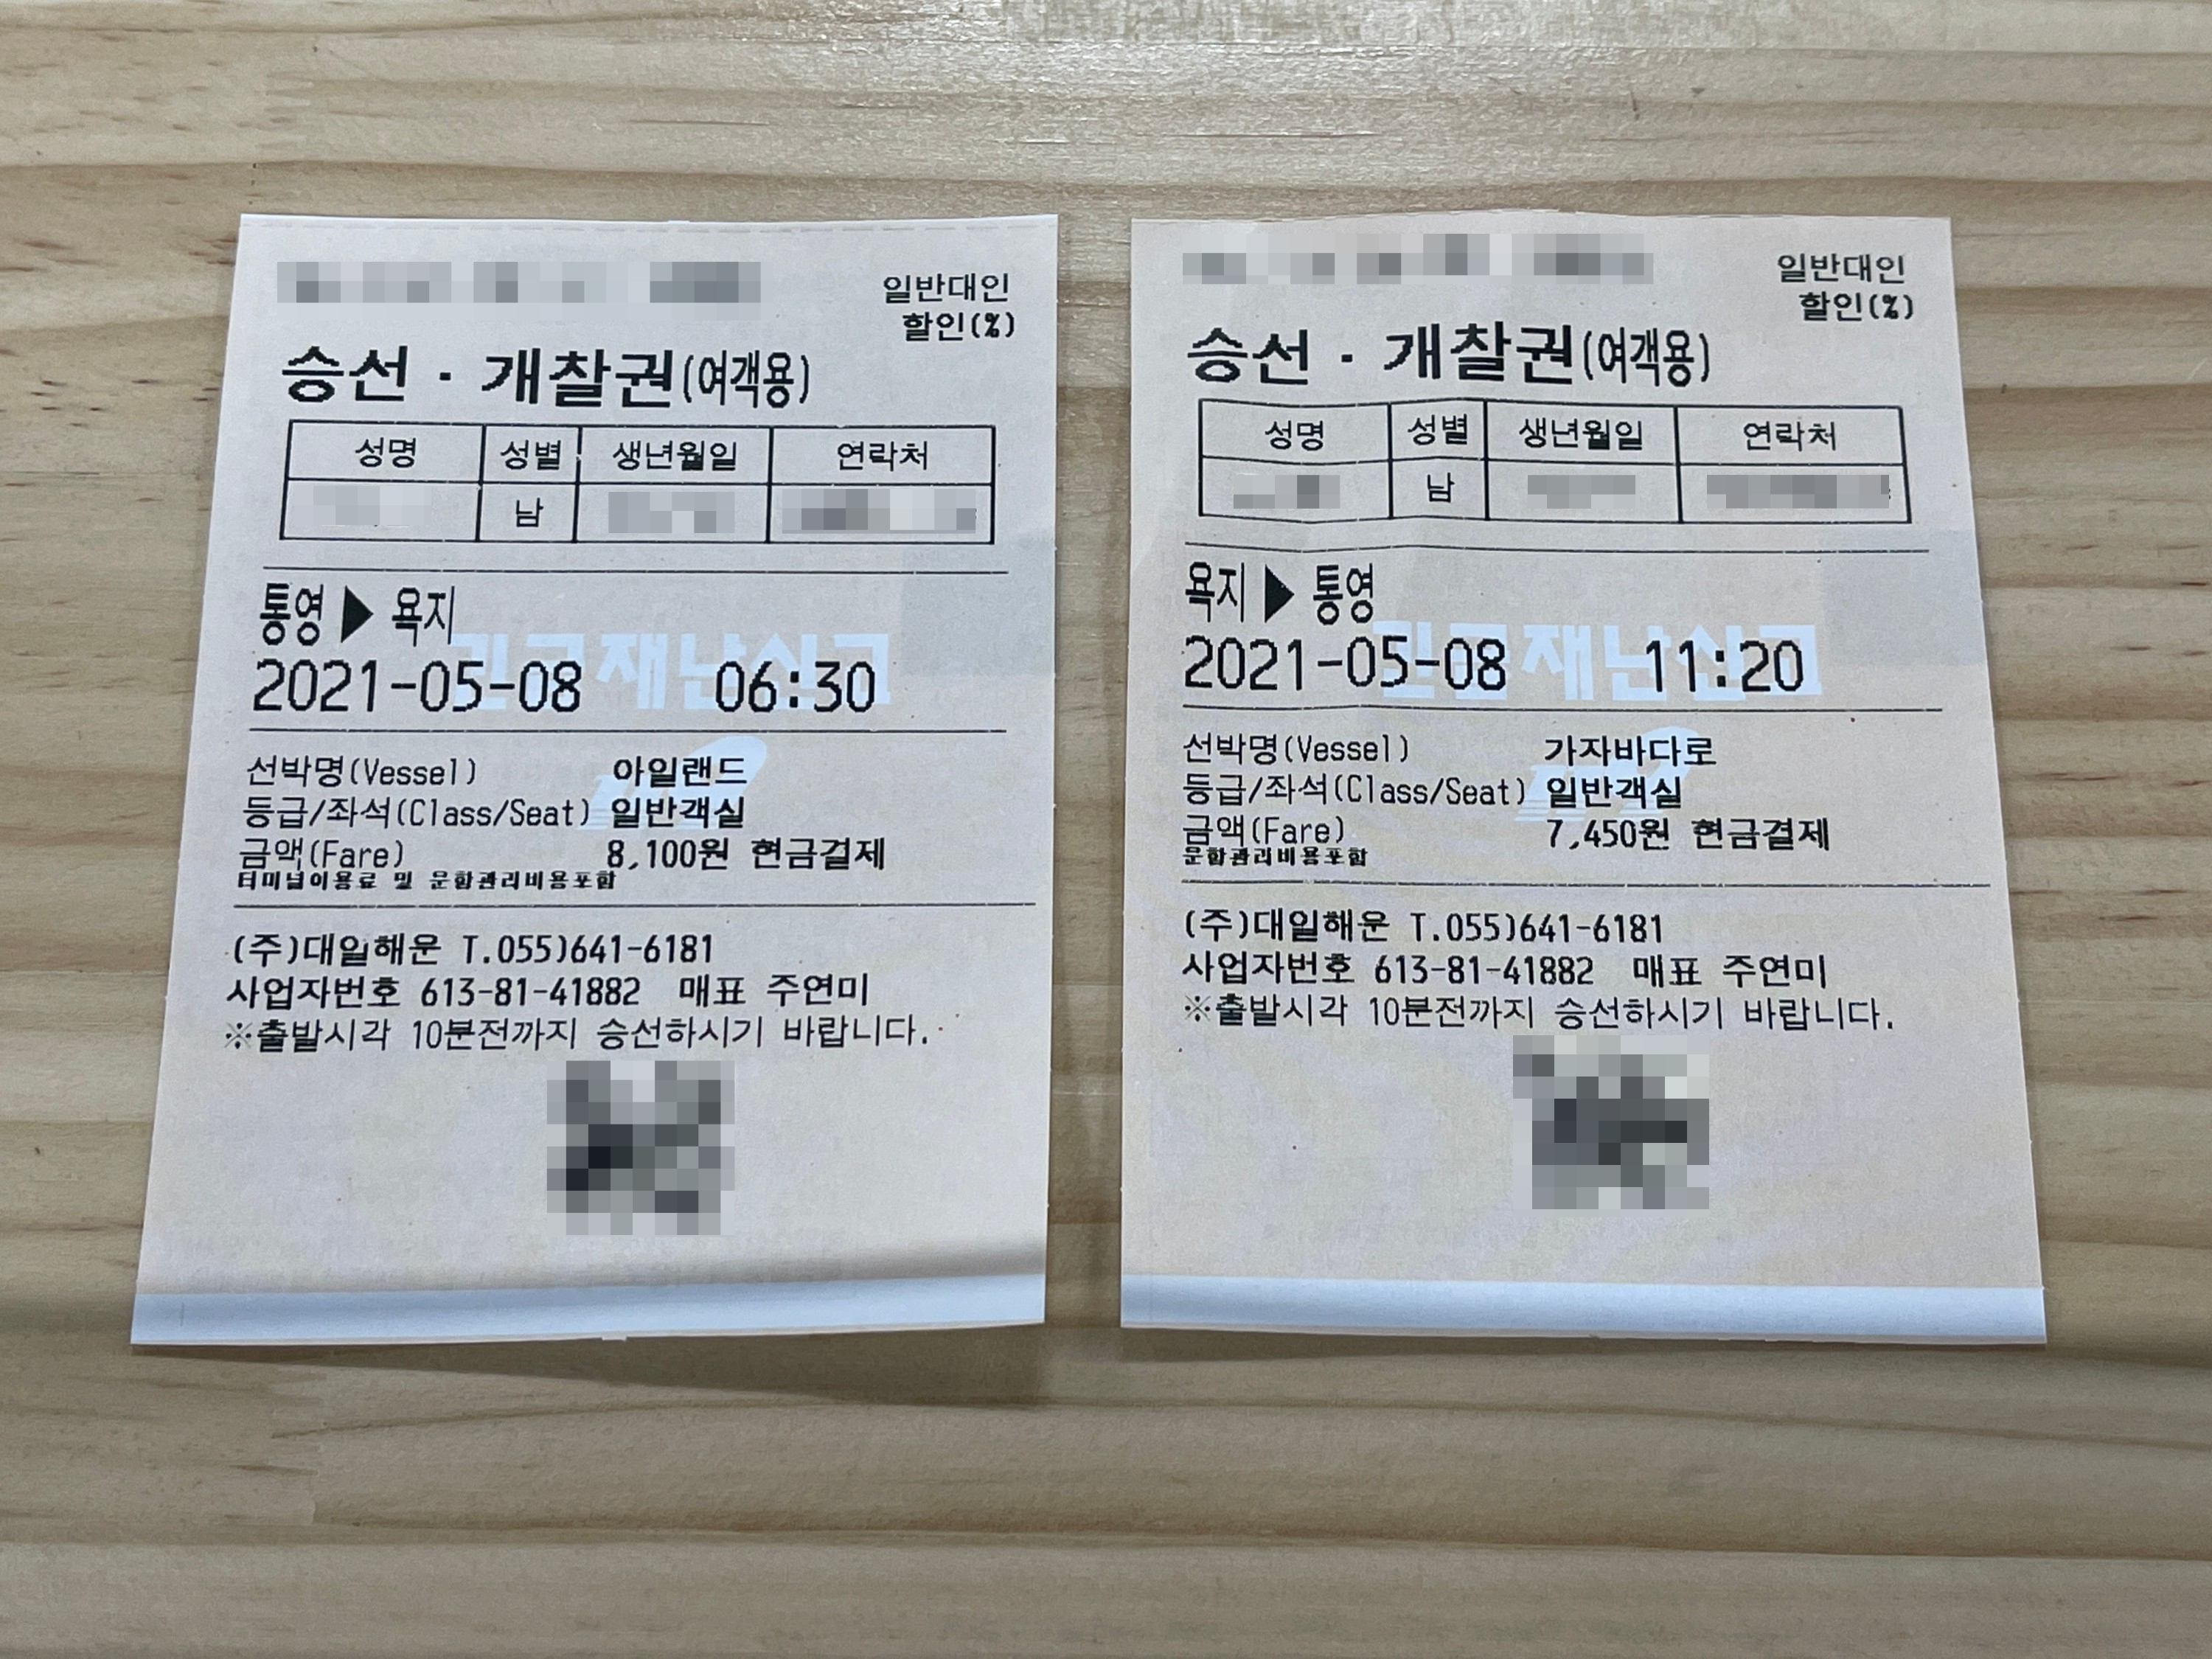 일반대인
할인(%)
승선 · 개찰권(여객용)
성명 성별 생년월일 연락처
남
통영 ▶ 욕지
긴급재난신고
2021-05-08 06:30
선박명(Vessel) 아일랜드
등급/좌석(Class/Seat) 일반객실
금액(Fare) 8,100원 현금결제
터미널이용료 및 운항관리비용포함
(주)대일해운 T.055)641-6181
사업자번호 613-81-41882 매표 주연미
※출발시각 10분전까지 승선하시기 바랍니다.
일반대인
할인(%)
승선 · 개찰권(여객용)
성명 성별 생년월일 연락처
남
욕지 ▶ 통영
긴급재난신고
2021-05-08 11:20
선박명(Vessel) 가자바다로
등급/좌석(Class/Seat) 일반객실
금액(Fare) 7,450원 현금결제
운항관리비용포함
(주)대일해운 T.055)641-6181
사업자번호 613-81-41882 매표 주연미
※출발시각 10분전까지 승선하시기 바랍니다.